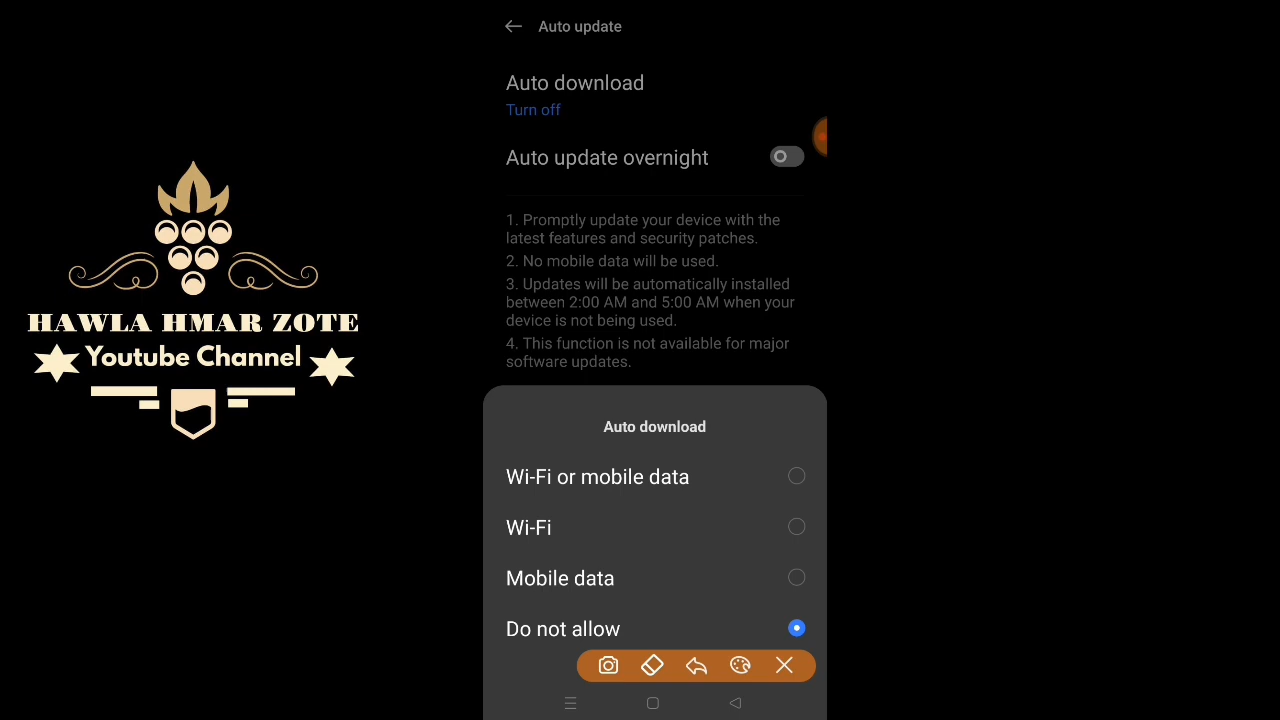 Auto update
Auto download
Turn off
Auto update overnight
1. Promptly update your device with the
latest features and security patches.
2. No mobile data will be used.
3. Updates will be automatically installed
between 2:00 AM and 5:00 AM when your
device is not being used.
4. This function is not available for major
software updates.
HAWLA HMAR ZOTE
Youtube Channel
Auto download
Wi-Fi or mobile data
Wi-Fi
Mobile data
Do not allow